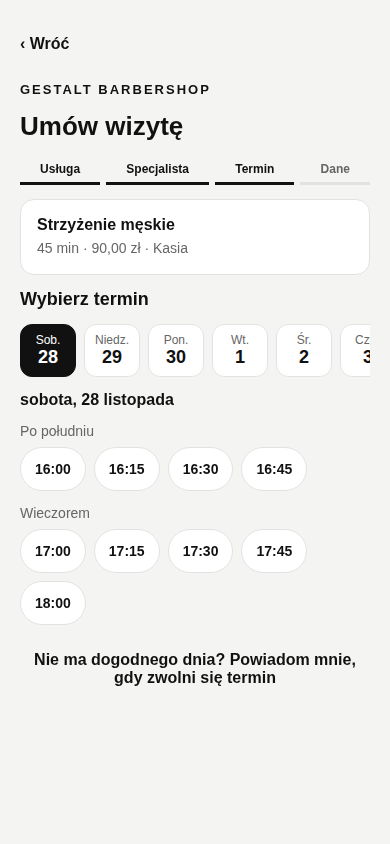 ‹ Wróć
GESTALT BARBERSHOP
Umów wizytę
Usługa Specjalista Termin Dane
Strzyżenie męskie
45 min · 90,00 zł · Kasia
Wybierz termin
Sob. Niedz. Pon. Wt. Śr.
28 29 30 1 2
sobota, 28 listopada
Po południu
16:00 16:15 16:30 16:45
Wieczorem
17:00 17:15 17:30 17:45
18:00
Nie ma dogodnego dnia? Powiadom mnie,
gdy zwolni się termin